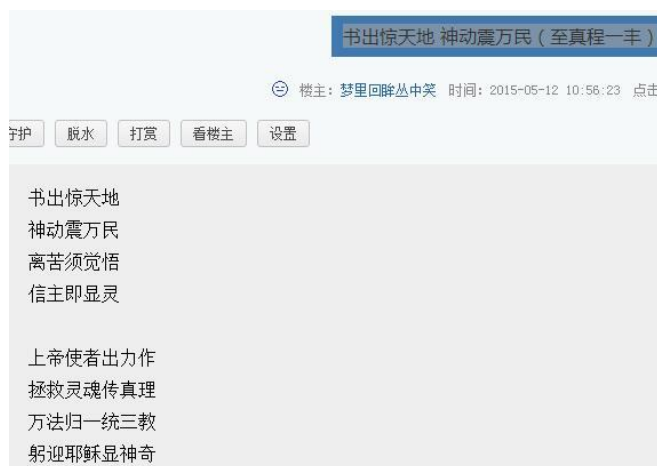 书出惊天地 神动震万民（至真程一丰）
楼主：梦里回眸丛中笑 时间：2015-05-12 10:56:23 点击
守护 脱水 打赏 看楼主 设置
书出惊天地
神动震万民
离苦须觉悟
信主即显灵
上帝使者出力作
拯救灵魂传真理
万法归一统三教
躬迎耶稣显神奇